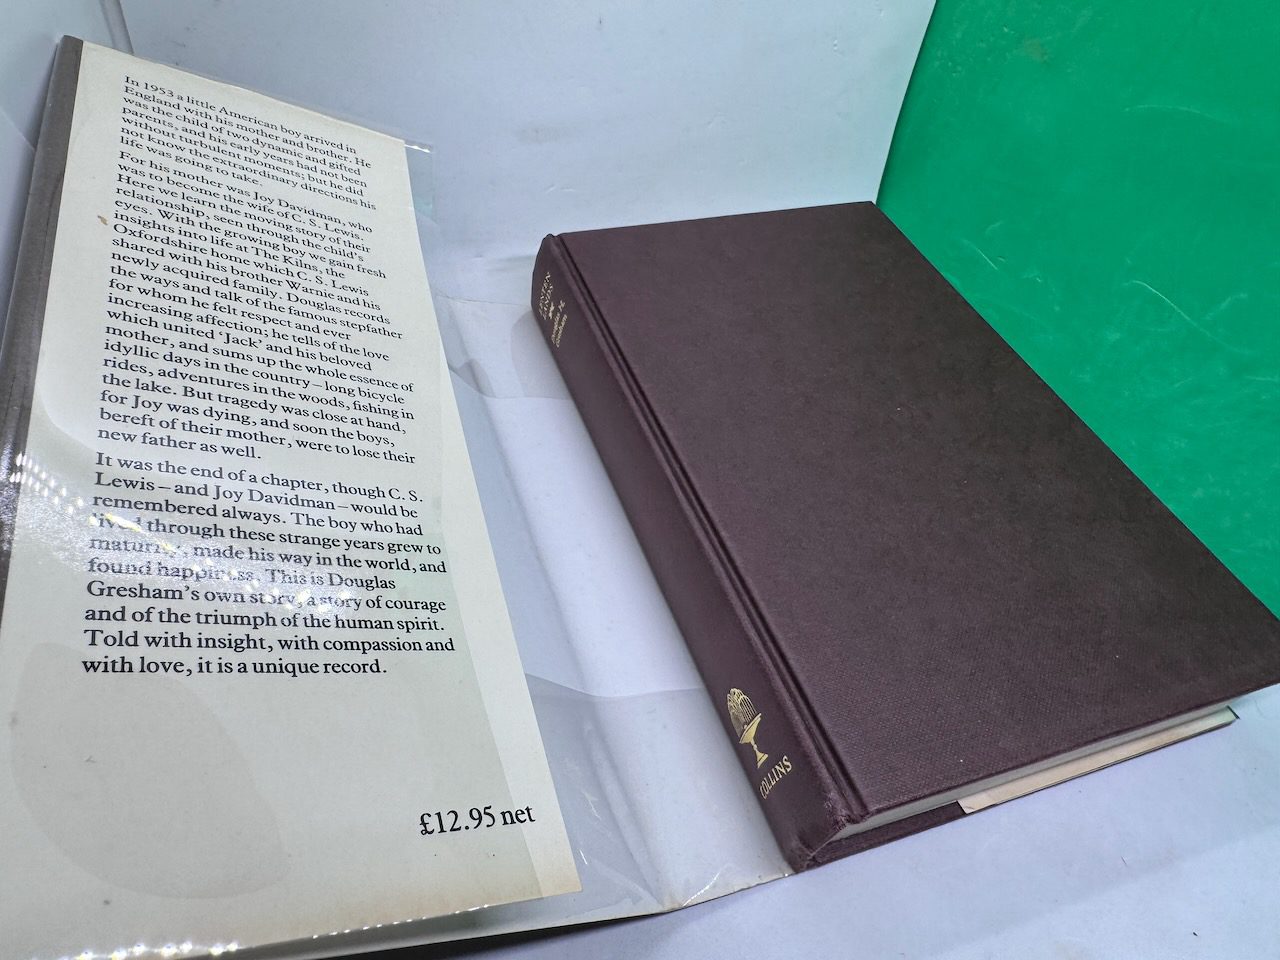 In 1953 a little American boy arrived in
England with his mother and brother. He
was the child of two dynamic and gifted
parents, and his early years had not been
without turbulent moments; but he did
not know the extraordinary directions his
life was going to take.
For his mother was Joy Davidman, who
was to become the wife of C. S. Lewis.
Here we learn the moving story of their
relationship, seen through the child's
eyes. With the growing boy we gain fresh
insights into life at The Kilns, the
Oxfordshire home which C. S. Lewis
shared with his brother Warnie and his
newly acquired family. Douglas records
the ways and talk of the famous stepfather
for whom he felt respect and ever
increasing affection; he tells of the love
which united ‘Jack’ and his beloved
mother, and sums up the whole essence of
idyllic days in the country – long bicycle
rides, adventures in the woods, fishing in
the lake. But tragedy was close at hand,
for Joy was dying, and soon the boys,
bereft of their mother, were to lose their
new father as well.
It was the end of a chapter, though C. S.
Lewis – and Joy Davidman – would be
remembered always. The boy who had
lived through these strange years grew to
maturity, made his way in the world, and
found happiness. This is Douglas
Gresham's own story, a story of courage
and of the triumph of the human spirit.
Told with insight, with compassion and
with love, it is a unique record.
£12.95 net
Douglas H.
Gresham
COLLINS